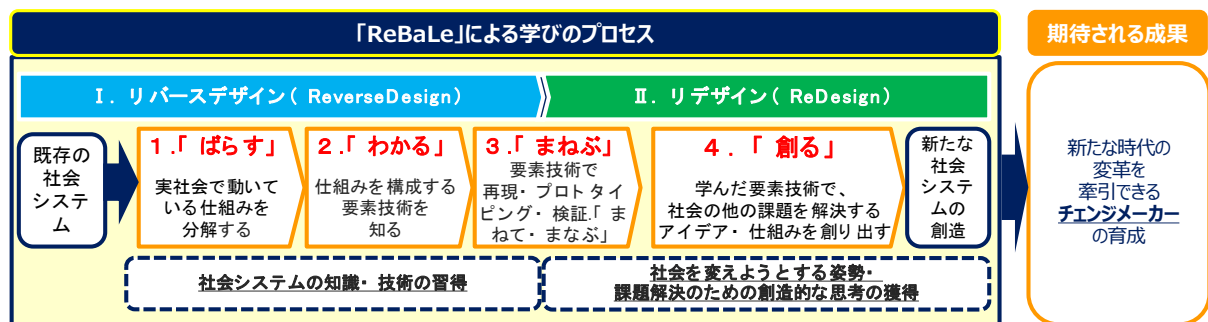 「ReBaLe」による学びのプロセス
期待される成果
Ⅰ. リバースデザイン( ReverseDesign)
Ⅱ. リデザイン( ReDesign)
既存の
社会
システ
ム
1.「 ばらす」
実社会で動いて
いる仕組みを
分解する
2.「 わかる」
仕組みを構成する
要素技術を
知る
3.「 まねぶ」
要素技術で
再現・プロトタイ
ピング・ 検証.「 ま
ねて・ まなぶ」
4. 「 創る」
学んだ要素技術で、
社会の他の課題を解決する
アイデア・ 仕組みを創り出す
新たな
社会
システ
ムの
創造
社会システムの知識・ 技術の習得
社会を変えようとする姿勢・
課題解決のための創造的な思考の獲得
新たな時代の
変革を
牽引できる
チェンジメーカー
の育成